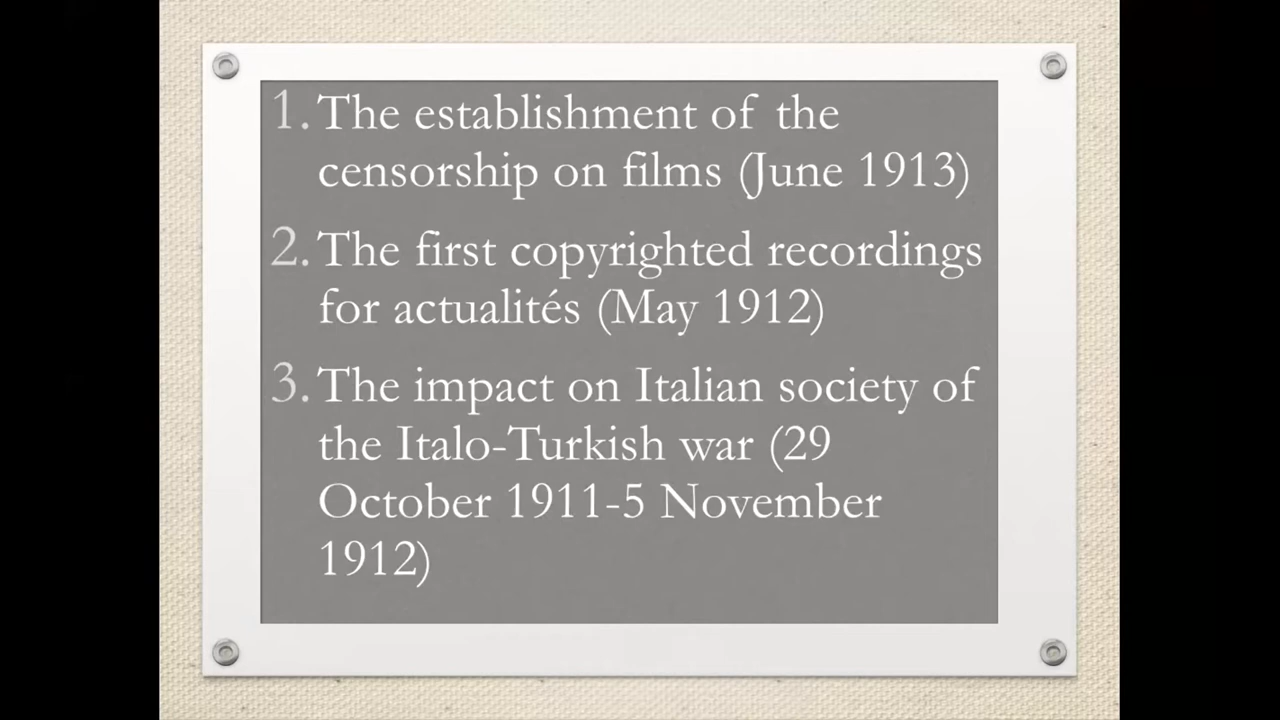 1. The establishment of the
censorship on films (June 1913)
2. The first copyrighted recordings
for actualités (May 1912)
3. The impact on Italian society of
the Italo-Turkish war (29
October 1911-5 November
1912)